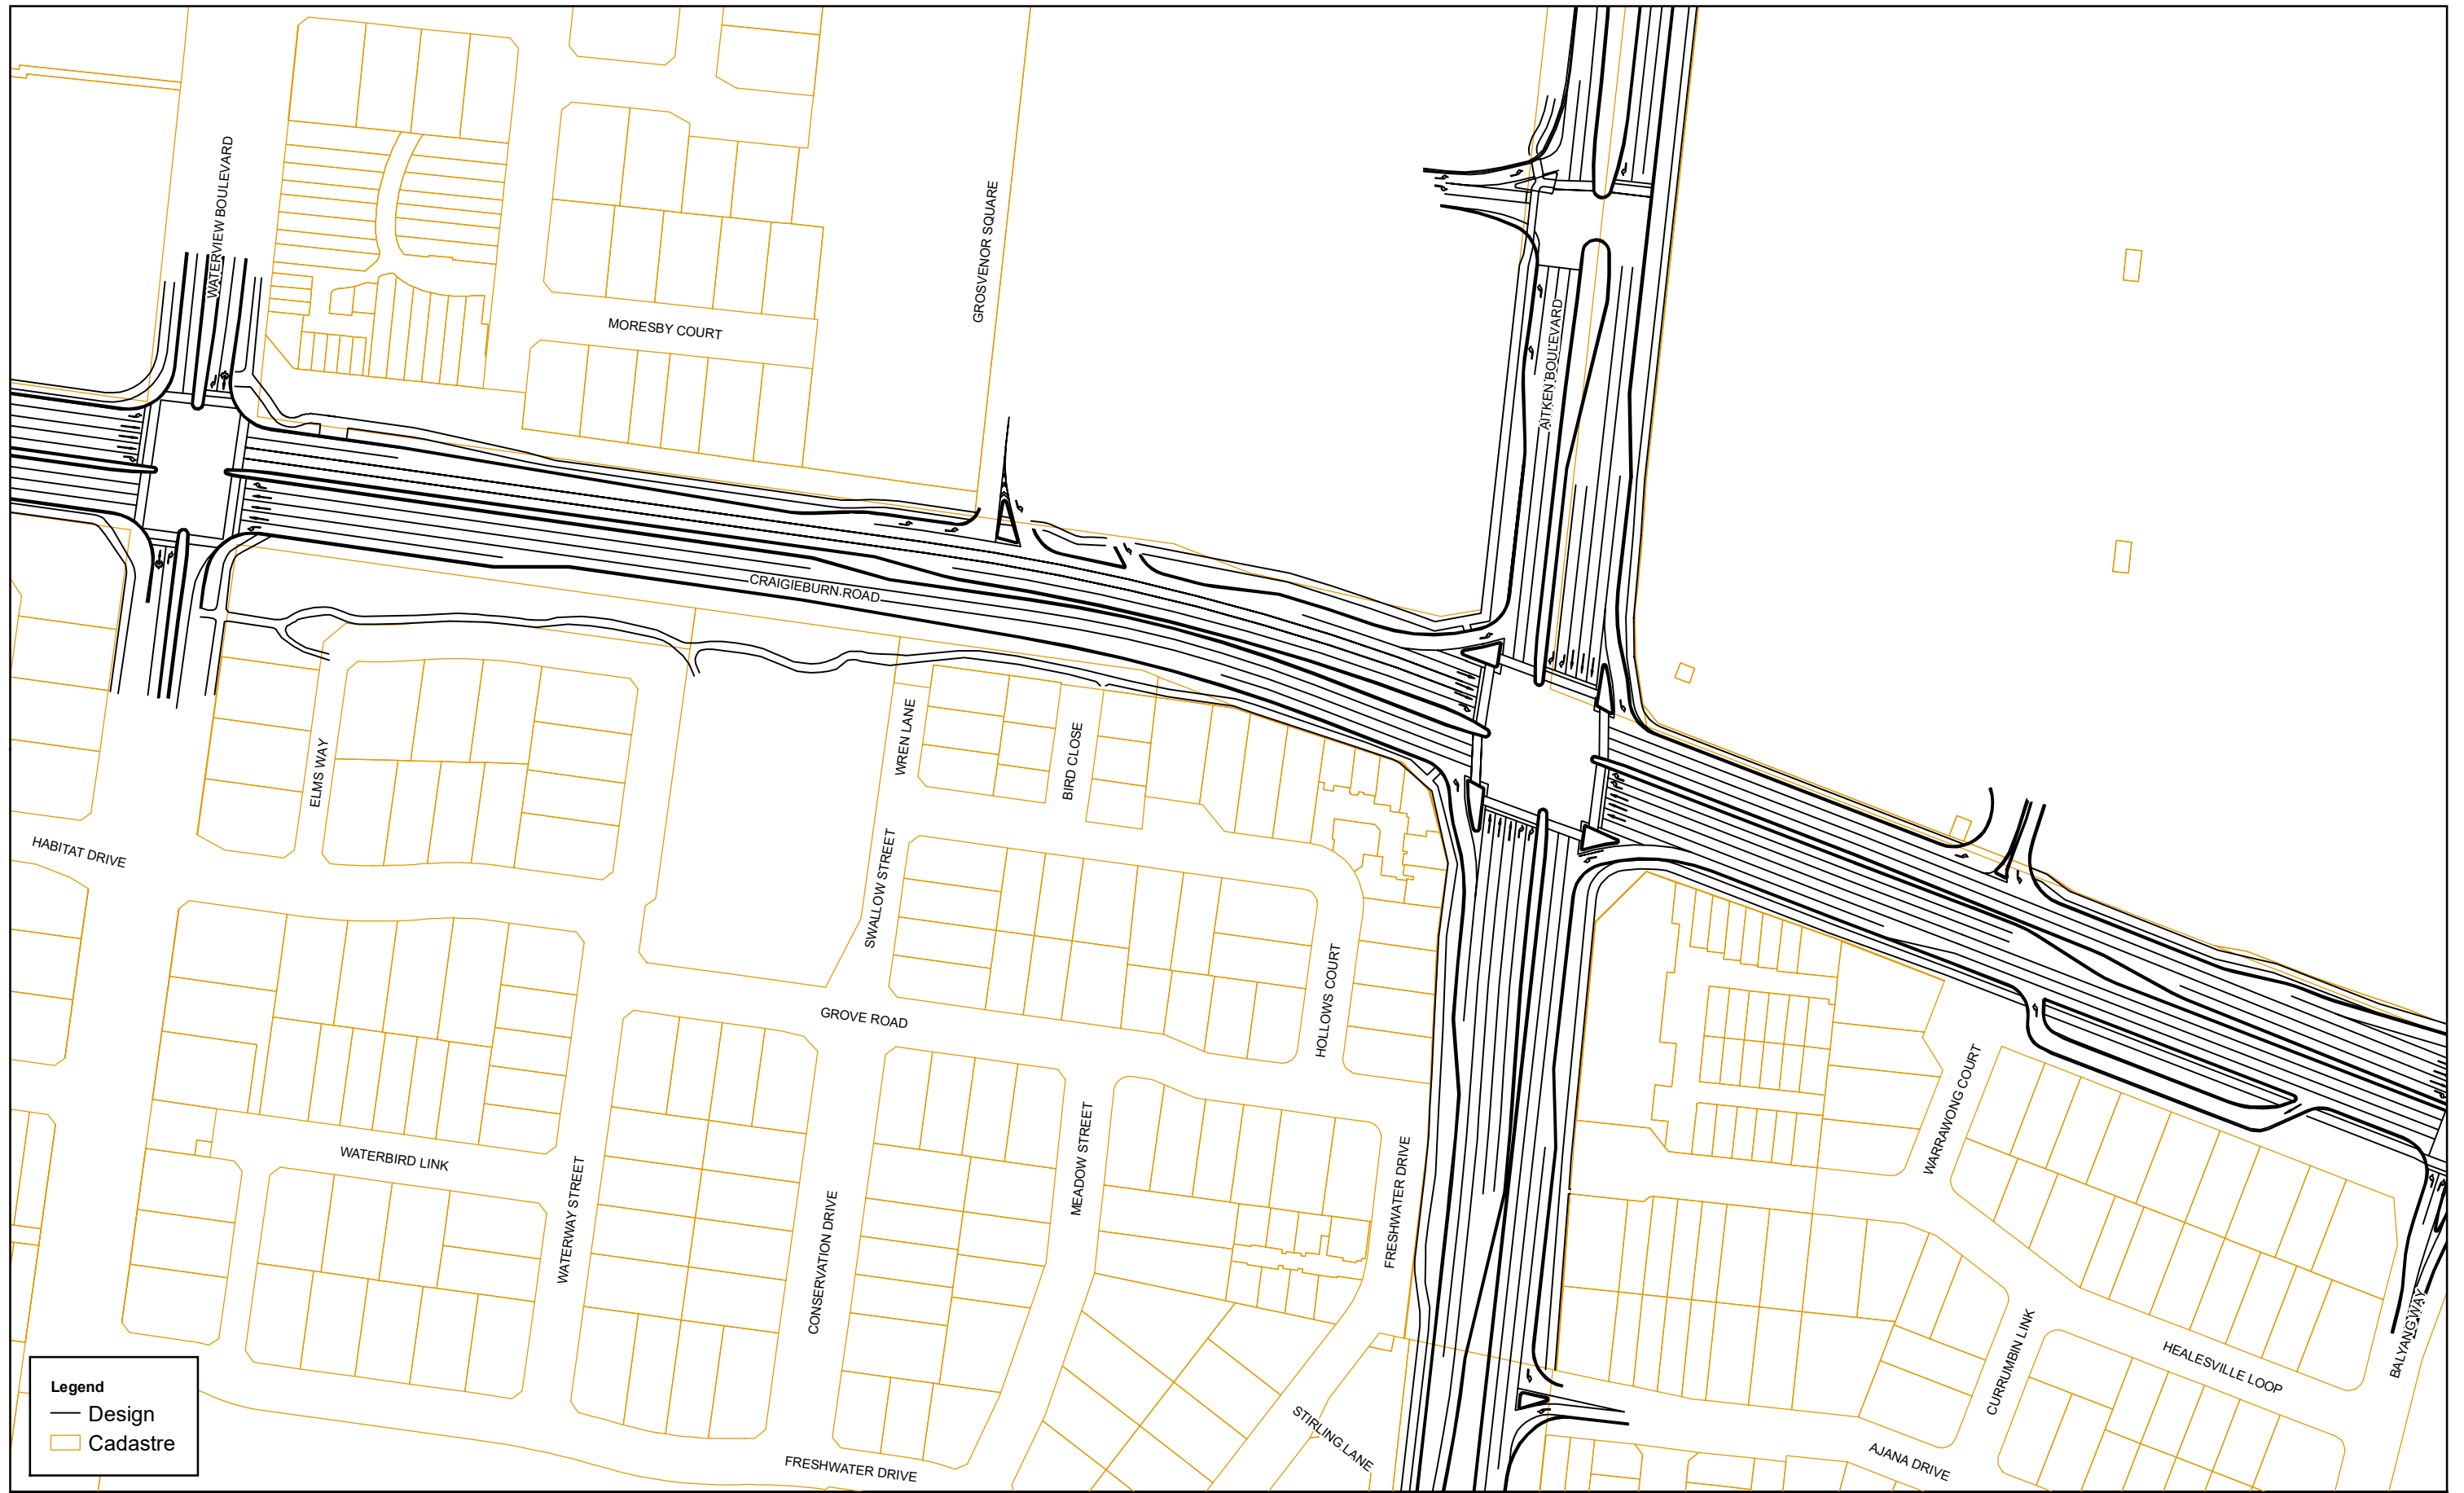 WATERVIEW BOULEVARD
GROSVENOR SQUARE
MORESBY COURT
AITKEN BOULEVARD
CRAIGIEBURN ROAD
WREN LANE
BIRD CLOSE
ELMS WAY
HABITAT DRIVE
SWALLOW STREET
HOLLOWS COURT
GROVE ROAD
WARRAWONG COURT
MEADOW STREET
FRESHWATER DRIVE
WATERBIRD LINK
WATERWAY STREET
CONSERVATION DRIVE
BALYANG WAY
CURRUMBIN LINK
HEALESVILLE LOOP
STIRLING LANE
AJANA DRIVE
FRESHWATER DRIVE
Legend
Design
Cadastre